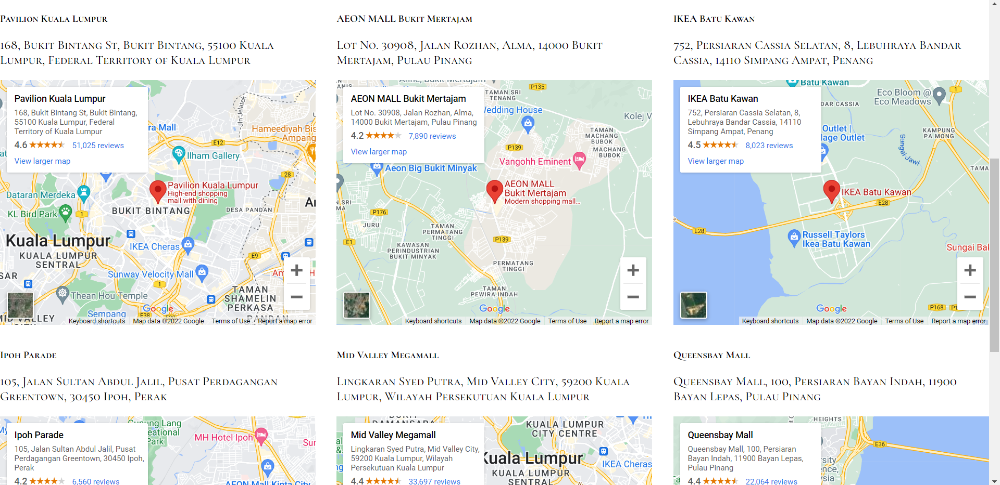 Pavilion Kuala Lumpur
168, Bukit Bintang St, Bukit Bintang, 55100 Kuala
Lumpur, Federal Territory of Kuala Lumpur
Pavilion Kuala Lumpur
168, Bukit Bintang St, Bukit Bintang,
55100 Kuala Lumpur, Federal
Territory of Kuala Lumpur
4.6
51,025 reviews
View larger map
ra Mall
Jln Jelatek
Hameediyah Bis
Ampang
E12
Ilham Gallery
28
Pavilion Kuala Lumpur
High-end shopping
mall with dining
Dataran Merdeka
KL Bird Park
1
BUKIT BINTANG
DESA PANDAN
Kuala Lumpur
KUALA LUMPUR
SENTRAL
IKEA Cheras
E9
Sunway Velocity Mall
SAR
1
Thean Hou Temple
TAMAN
SHAMELIN
PERKASA
Sempang
Google
E38
PANDAN
MID VALLEY
Keyboard shortcuts
Map data ©2022 Google
Terms of Use
Report a map error
AEON MALL Bukit Mertajam
Lot No. 30908, Jalan Rozhan, Alma, 14000 Bukit
Mertajam, Pulau Pinang
AEON MALL Bukit Mertajam
Lot No. 30908, Jalan Rozhan, Alma,
14000 Bukit Mertajam, Pulau Pinang
4.2
7,890 reviews
View larger map
P135
TAMAN SRI
TENANG
Wedding House
Kolej V
TAMAN
MACHANG
BUBOK
MACHANG
BUBOK
P139
Vangohh Eminent
Aeon Big Bukit Minyak
AEON MALL
Bukit Mertajam
Modern shopping mall...
N SRI
MA
P176
JURU
TAMAN
PERMATANG
TINGGI
E1
P139
KAWASAN
PERINDUSTRIAN
BUKIT MINYAK
PERMATANG
TINGGI
TAMAN
PEWIRA INDAH
Google
Keyboard shortcuts
Map data ©2022 Google
Terms of Use
Report a map error
IKEA Batu Kawan
752, Persiaran Cassia Selatan, 8, Lebuhraya Bandar
Cassia, 14110 Simpang Ampat, Penang
IKEA Batu Kawan
752, Persiaran Cassia Selatan, 8,
Lebuhraya Bandar Cassia, 14110
Simpang Ampat, Penang
4.5
8,023 reviews
View larger map
Batu Kawan
Eco Bloom @
Eco Meadows
1
DAR CASSIA
Outlet |
lage Outlet
KAMPUNG
PA MONG
Sungai Jawi
TAMA
IKEA Batu Kawan
E28
E28
Russell Taylors
Ikea Batu Kawan
Sungai Bak
Google
P168
Keyboard shortcuts
Map data ©2022 Google
Terms of Use
Report a map error
Ipoh Parade
105, Jalan Sultan Abdul Jalil, Pusat Perdagangan
Greentown, 30450 Ipoh, Perak
Ipoh Parade
105, Jalan Sultan Abdul Jalil, Pusat
Perdagangan Greentown, 30450 Ipoh,
Perak
4.2
6,560 reviews
Gunung Lang
Park
MH Hotel Ipoh
Sur
AEON Mall Kinta City
Mid Valley Megamall
Lingkaran Syed Putra, Mid Valley City, 59200 Kuala
Lumpur, Wilayah Persekutuan Kuala Lumpur
Mid Valley Megamall
Lingkaran Syed Putra, Mid Valley City,
59200 Kuala Lumpur, Wilayah
Persekutuan Kuala Lumpur
4.4
33,697 reviews
DAMANSARA
KUALA LUMPUR
CITY CENTRE
Kuala Lumpur
IKEA Cheras
KUALA LUMPUR
SENTRAL
Queensbay Mall
Queensbay Mall, 100, Persiaran Bayan Indah, 11900
Bayan Lepas, Pulau Pinang
Queensbay Mall
Queensbay Mall, 100, Persiaran
Bayan Indah, 11900 Bayan Lepas,
Pulau Pinang
4.4
22,064 reviews
HEIGHTS
E36